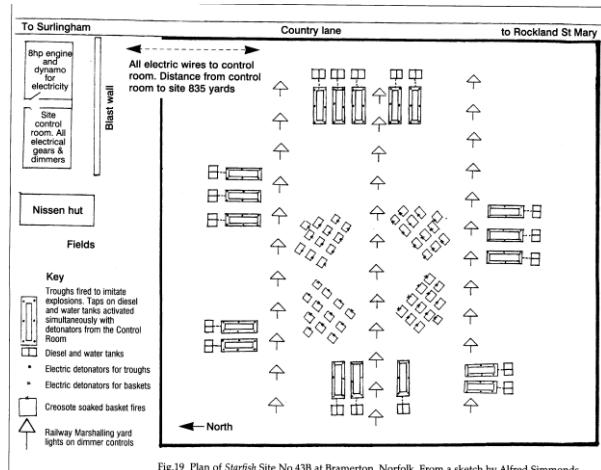 To Surlingham
Country lane
to Rockland St Mary
8hp engine
and
dynamo
for
electricity
Blast wall
All electric wires to control
room. Distance from control
room to site 835 yards
Site
control
room. All
electrical
gears &
dimmers
Nissen hut
Fields
Key
Troughs fired to imitate
explosions. Taps on diesel
and water tanks activated
simultaneously with
detonators from the Control
Room
Diesel and water tanks
Electric detonators for troughs
Electric detonators for baskets
Creosote soaked basket fires
Railway Marshalling yard
lights on dimmer controls
North
Fig.19 Plan of Starfish Site No 43B at Bramerton, Norfolk. From a sketch by Alfred Simmonds